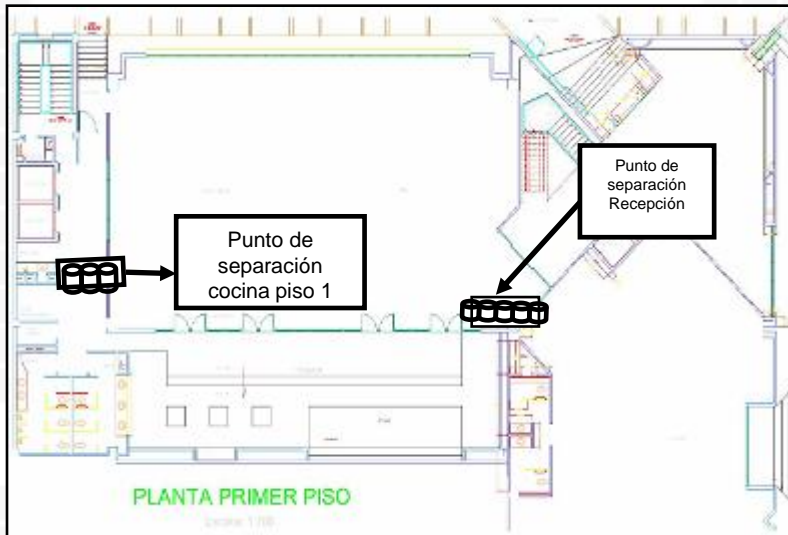 Punto de
separación
Recepción
Punto de
separación
cocina piso 1
PLANTA PRIMER PISO